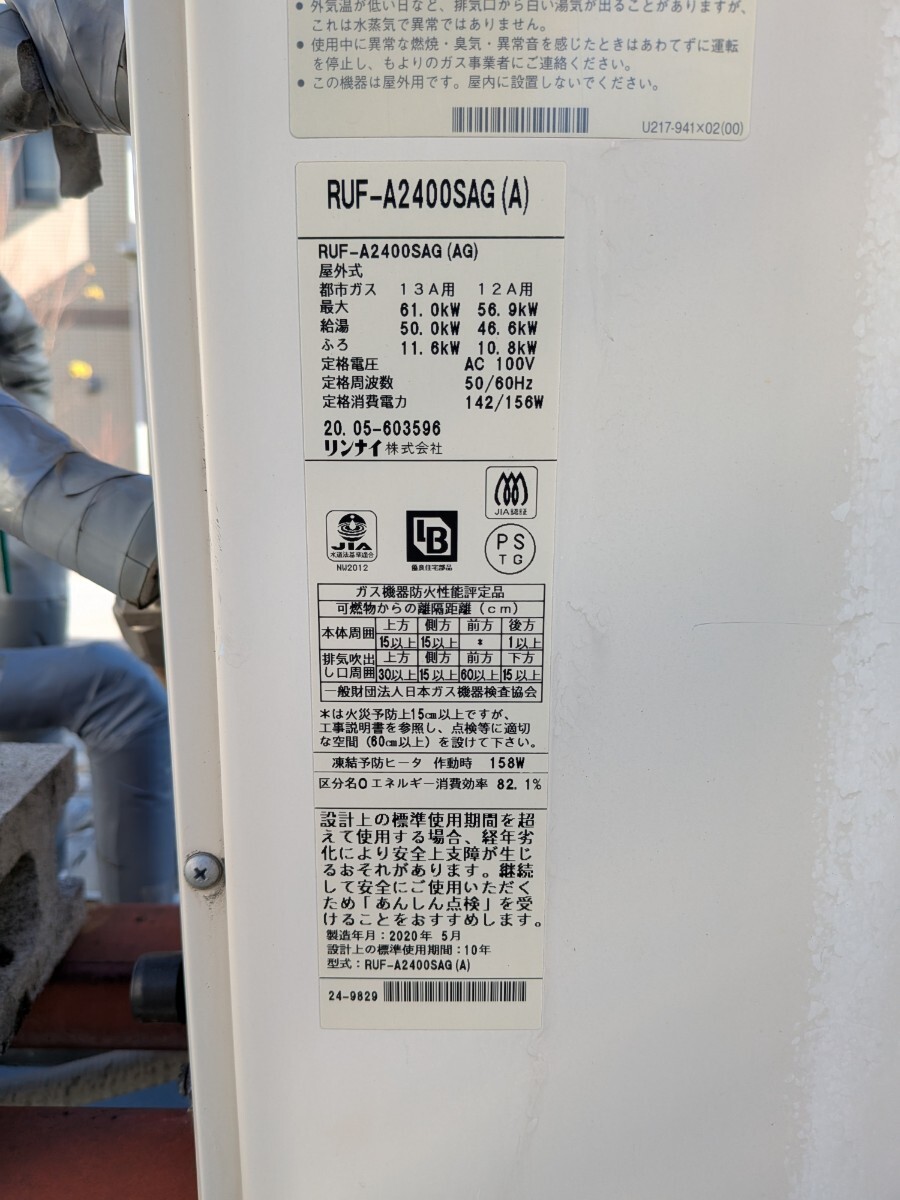 ● 外気温が低い日など、排気口から白い湯気が出ることがありますが、
これは水蒸気で異常ではありません。
● 使用中に異常な燃焼・臭気・異常音を感じたときはあわてずに運転
を停止し、もよりのガス事業者にご連絡ください。
● この機器は屋外用です。屋内に設置しないでください。
U217-941×02(00)
RUF-A2400SAG(A)
RUF-A2400SAG(AG)
屋外式
都市ガス 13A用 12A用
最大 61.0kW 56.9kW
給湯 50.0kW 46.6kW
ふろ 11.6kW 10.8kW
定格電圧 AC 100V
定格周波数 50/60Hz
定格消費電力 142/156W
20.05-603596
リンナイ株式会社
JIA認証
JIA
水道法基準適合
NW2012
LB
優良住宅部品
PS
TG
ガス機器防火性能評定品
可燃物からの離隔距離(cm)
本体周囲 上方 側方 前方 後方
15以上 15以上 * 1以上
排気吹出し口周囲 上方 側方 前方 下方
30以上 15以上 60以上 15以上
一般財団法人日本ガス機器検査協会
*は火災予防上15cm以上ですが、
工事説明書を参照し、点検等に適切
な空間(60cm以上)を設けて下さい。
凍結予防ヒータ 作動時 158W
区分名O エネルギー消費効率 82.1%
設計上の標準使用期間を超
えて使用する場合、経年劣
化により安全上支障が生じ
るおそれがあります。継続
して安全にご使用いただく
ため「あんしん点検」を受
けることをおすすめします。
製造年月:2020年 5月
設計上の標準使用期間:10年
型式:RUF-A2400SAG(A)
24-9829